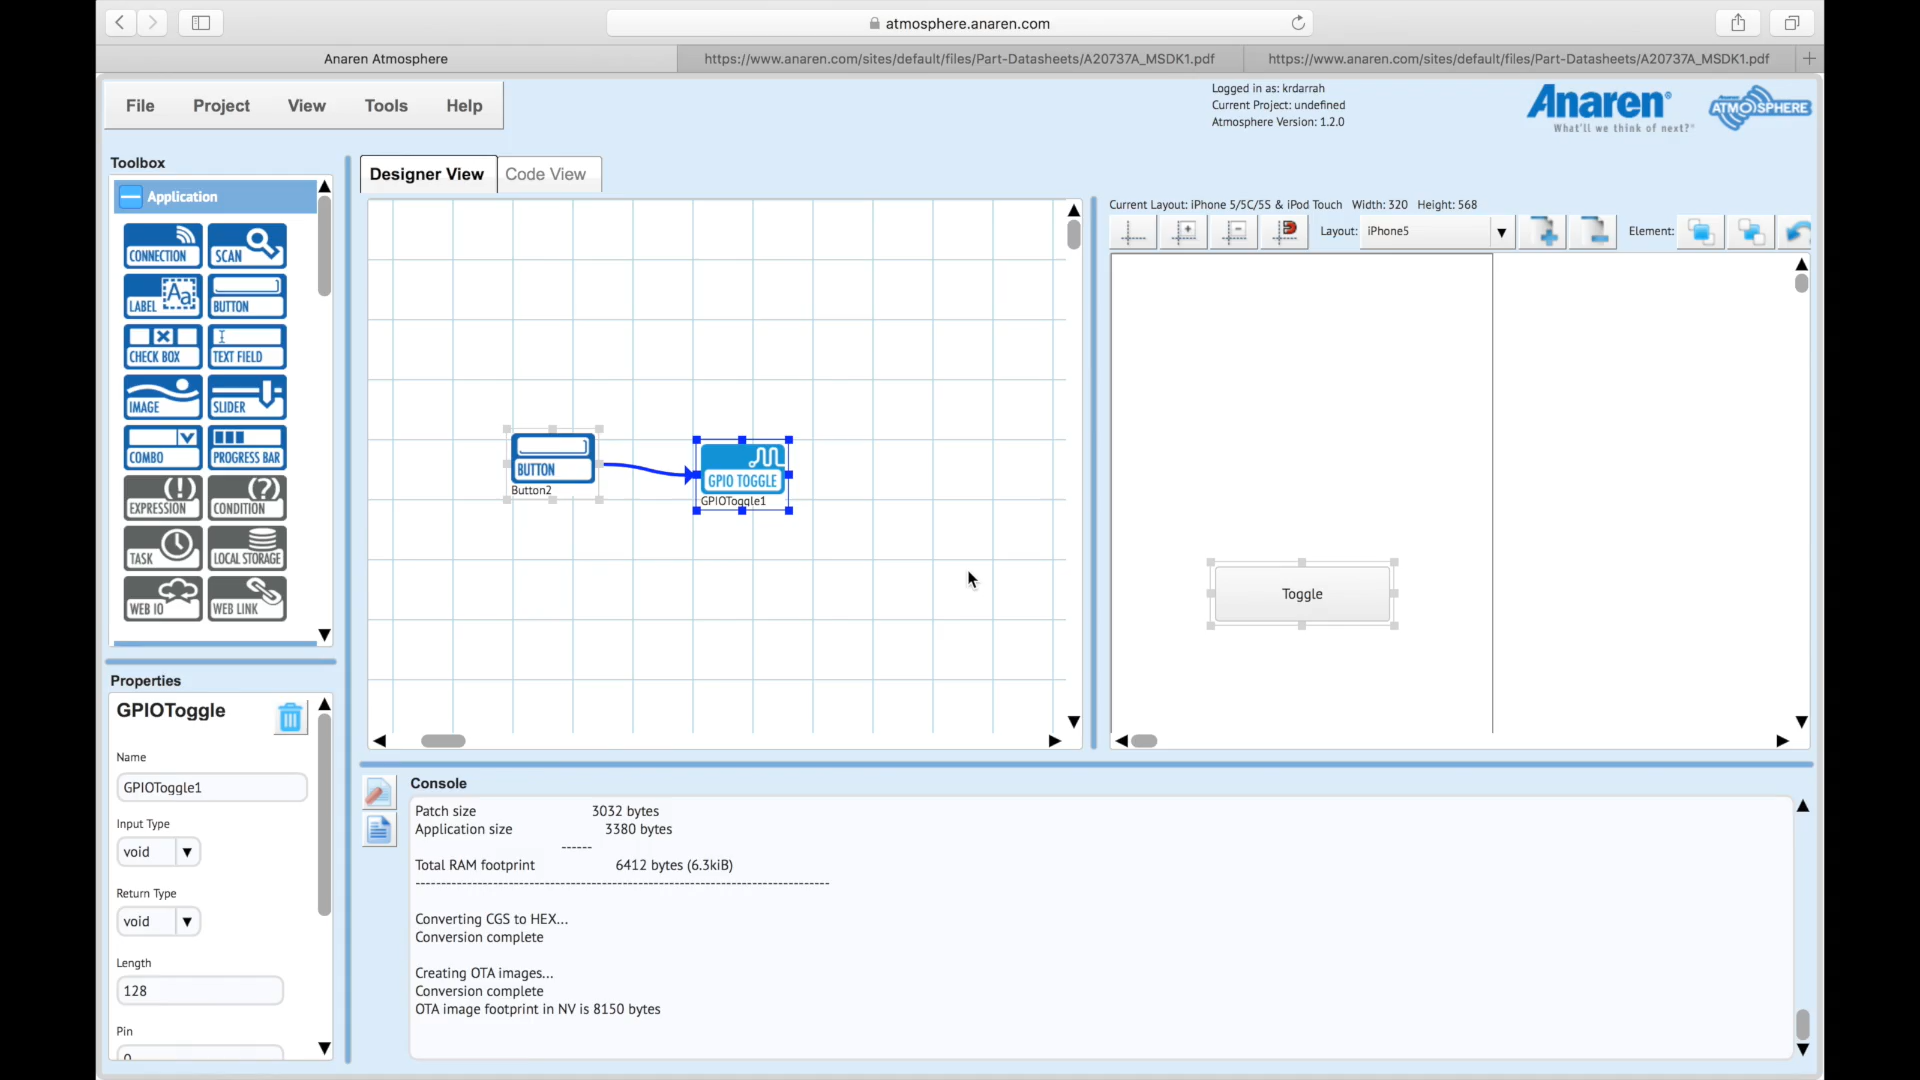 atmosphere.anaren.com
Anaren Atmosphere
https://www.anaren.com/sites/default/files/Part-Datasheets/A20737A_MSDK1.pdf
https://www.anaren.com/sites/default/files/Part-Datasheets/A20737A_MSDK1.pdf
File Project View Tools Help
Logged in as: krdarrah
Current Project: undefined
Atmosphere Version: 1.2.0
Anaren®
What'll we think of next?®
ATMOSPHERE
Toolbox
Application
CONNECTION SCAN
LABEL Aa BUTTON
CHECK BOX TEXT FIELD
IMAGE SLIDER
COMBO PROGRESS BAR
EXPRESSION CONDITION
TASK LOCAL STORAGE
WEB IO WEB LINK
Designer View Code View
BUTTON
Button2
GPIO TOGGLE
GPIOToggle1
Current Layout: iPhone 5/5C/5S & iPod Touch Width: 320 Height: 568
Layout: iPhone5 Element:
Toggle
Properties
GPIOToggle
Name
GPIOToggle1
Input Type
void
Return Type
void
Length
128
Pin
0
Console
Patch size 3032 bytes
Application size 3380 bytes
------
Total RAM footprint 6412 bytes (6.3kiB)
--------------------------------------------------------------------------------
Converting CGS to HEX...
Conversion complete
Creating OTA images...
Conversion complete
OTA image footprint in NV is 8150 bytes